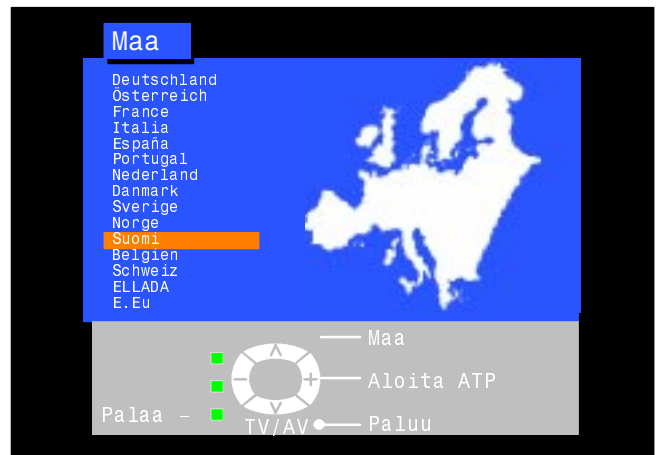 Maa
Deutschland
Österreich
France
Italia
España
Portugal
Nederland
Danmark
Sverige
Norge
Suomi
Belgien
Schweiz
ELLADA
E.Eu
Maa
Aloita ATP
Palaa –
TV/AV
Paluu